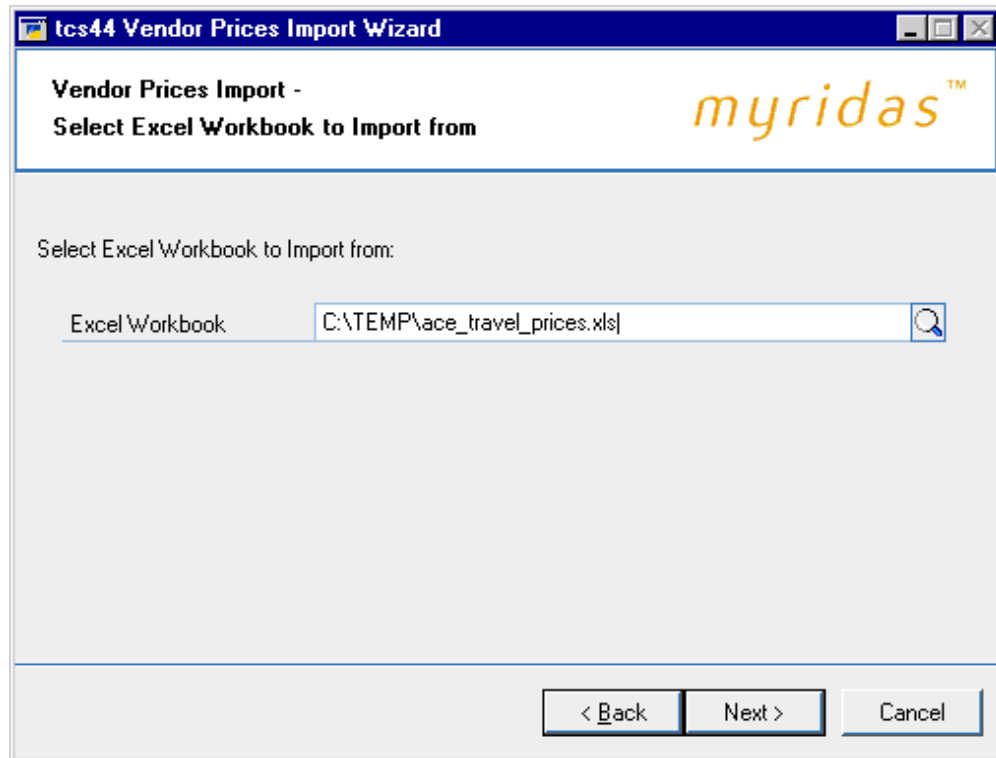 tcs44 Vendor Prices Import Wizard
Vendor Prices Import -
Select Excel Workbook to Import from
myridas™
Select Excel Workbook to Import from:
Excel Workbook C:\TEMP\ace_travel_prices.xls
< Back Next > Cancel